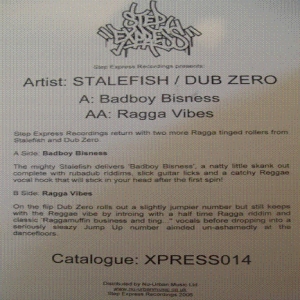 STEP EXPRESS
Step Express Recordings presents:
Artist: STALEFISH / DUB ZERO
A: Badboy Bisness
AA: Ragga Vibes
Step Express Recordings return with two more Ragga tinged rollers from
Stalefish and Dub Zero
A Side: Badboy Bisness
The mighty Stalefish delivers 'Badboy Bisness', a natty little skank out
complete with rubadub riddims, slick guitar licks and a catchy Reggae
vocal hook that will stick in your head after the first spin!
B Side: Ragga Vibes
On the flip Dub Zero rolls out a slightly jumpier number but still keeps
with the Reggae vibe by introing with a half time Ragga riddim and
classic "Raggamuffin business and ting..." vocals before dropping into a
seriously sleazy Jump Up number aimded un-ashamedly at the
dancefloors.
Catalogue: XPRESS014
Distributed by Nu-Urban Music Ltd
www.nu-urbanmusic.co.uk
Step Express Recordings 2008